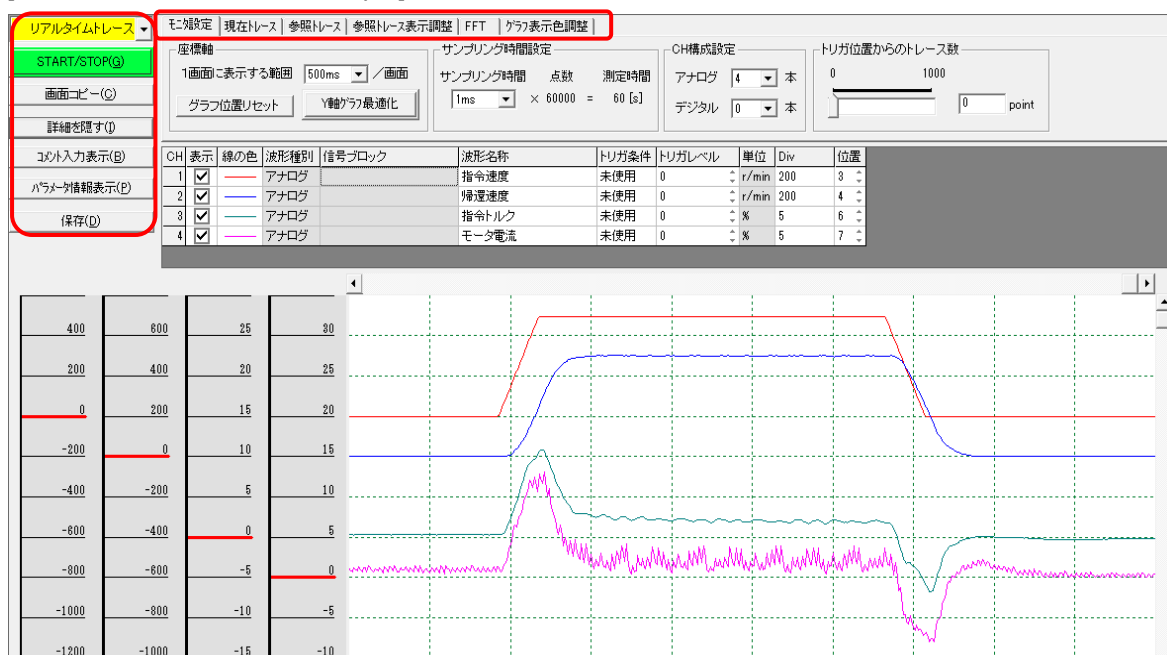 リアルタイムトレース
START/STOP(G)
画面コピー(C)
詳細を隠す(I)
コメント入力表示(B)
パラメータ情報表示(P)
保存(D)
モニタ設定 現在トレース 参照トレース 参照トレース表示調整 FFT グラフ表示色調整
座標軸
1画面に表示する範囲 500ms /画面
グラフ位置リセット Y軸グラフ最適化
サンプリング時間設定
サンプリング時間 点数 測定時間
1ms × 60000 = 60 [s]
CH構成設定
アナログ 4 本
デジタル 0 本
トリガ位置からのトレース数
0 1000
0 point
CH 表示 線の色 波形種別 信号ブロック 波形名称 トリガ条件 トリガレベル 単位 Div 位置
1 アナログ 指令速度 未使用 0 r/min 200 3
2 アナログ 帰還速度 未使用 0 r/min 200 4
3 アナログ 指令トルク 未使用 0 % 5 6
4 アナログ モータ電流 未使用 0 % 5 7
400 600 25 30
200 400 20 25
0 200 15 20
-200 0 10 15
-400 -200 5 10
-600 -400 0 5
-800 -600 -5 0
-1000 -800 -10 -5
-1200 -1000 -15 -10